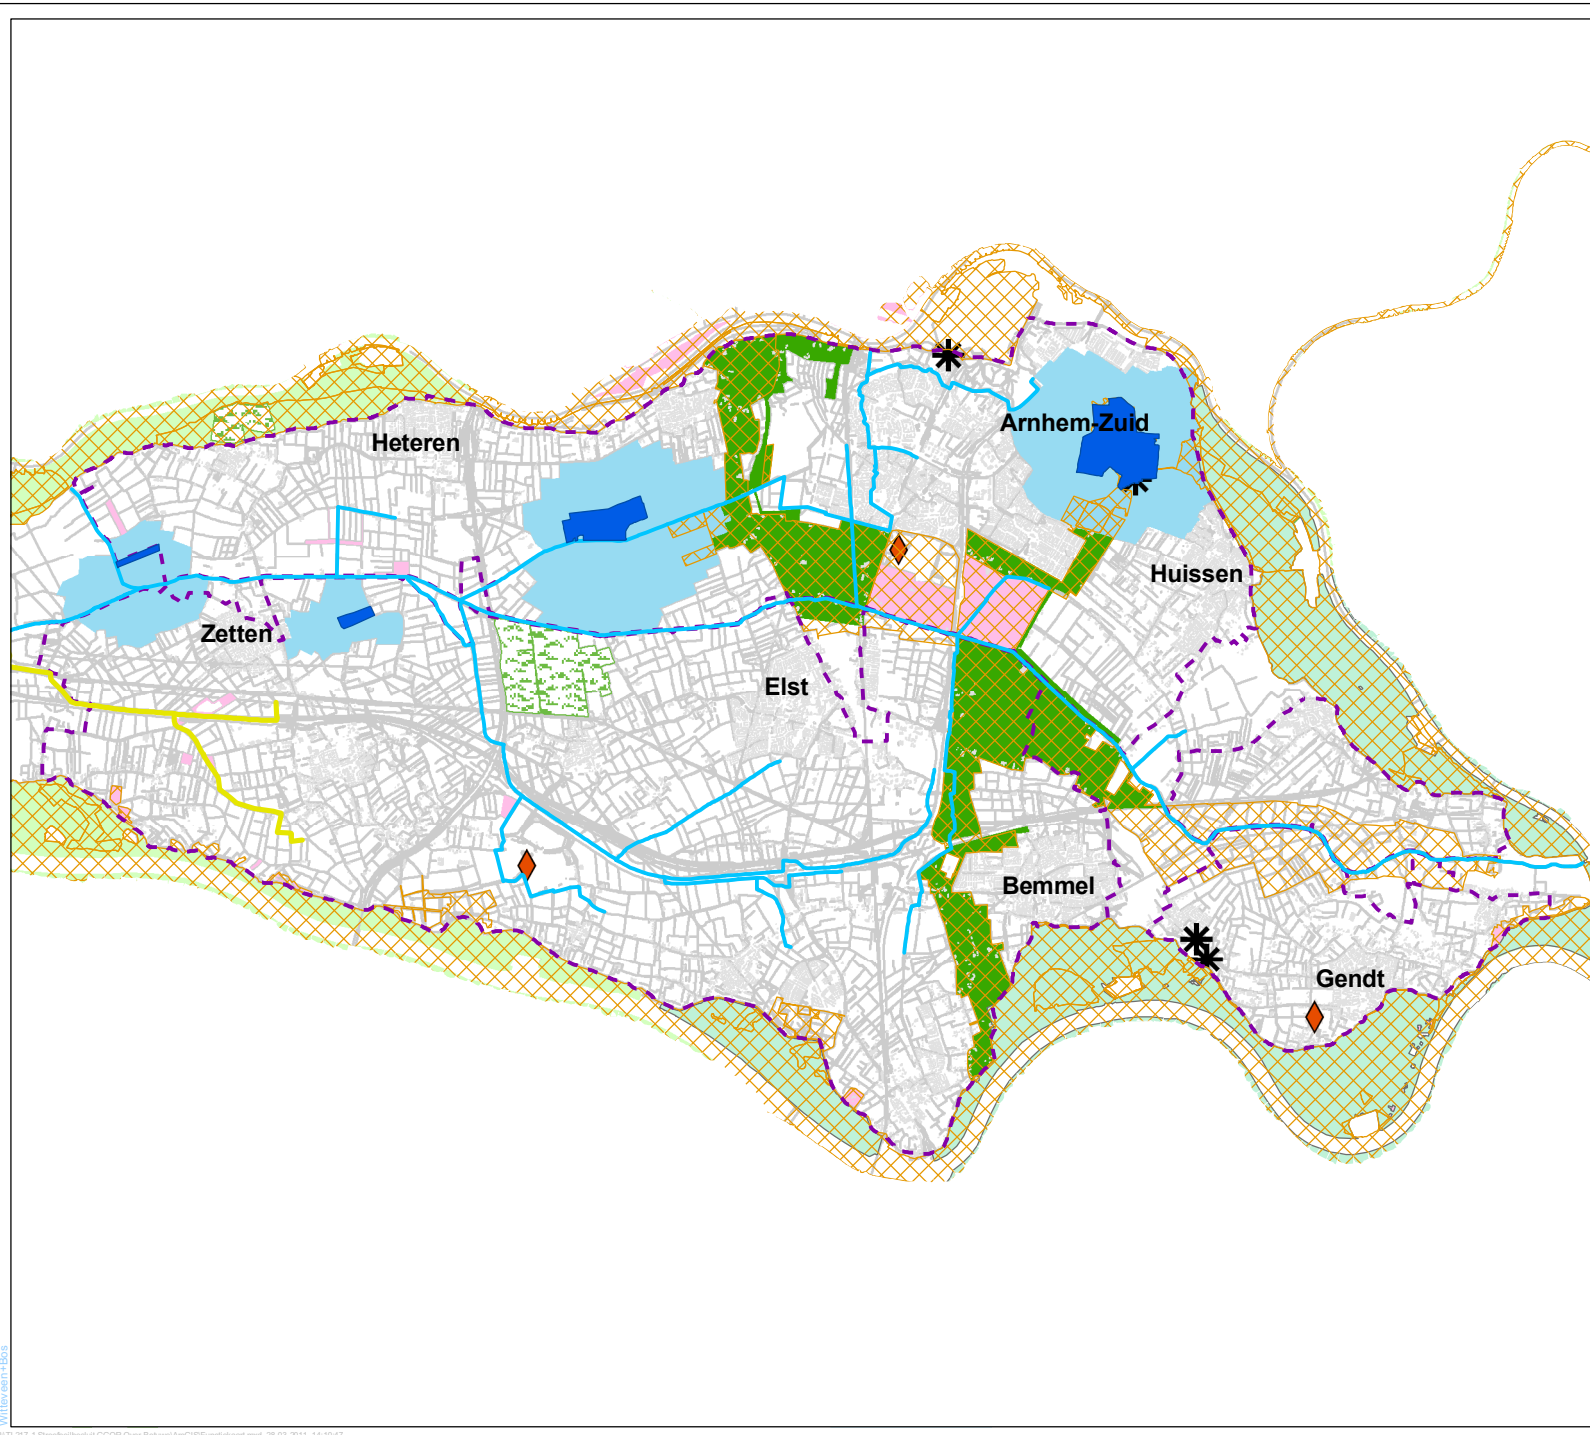 Arnhem-Zuid
Heteren
Huissen
Zetten
Elst
Bemmel
Gendt
Witteveen+Bos